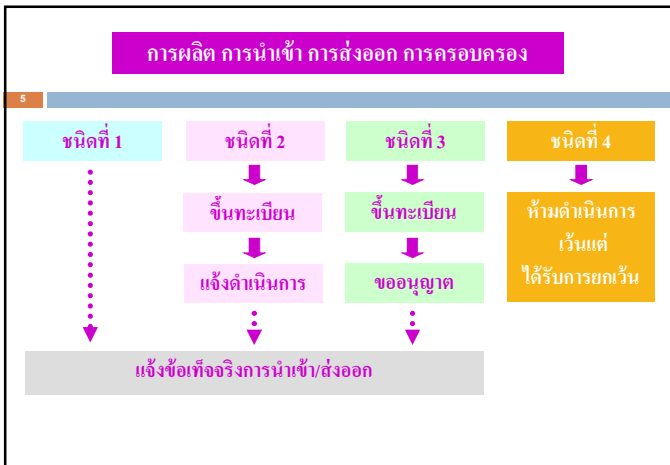 การผลิต การนำเข้า การส่งออก การครอบครอง
5
ชนิดที่ 1
ชนิดที่ 2
ชนิดที่ 3
ชนิดที่ 4
ขึ้นทะเบียน
ขึ้นทะเบียน
ห้ามดำเนินการ
เว้นแต่
ได้รับการยกเว้น
แจ้งดำเนินการ
ขออนุญาต
แจ้งข้อเท็จจริงการนำเข้า/ส่งออก